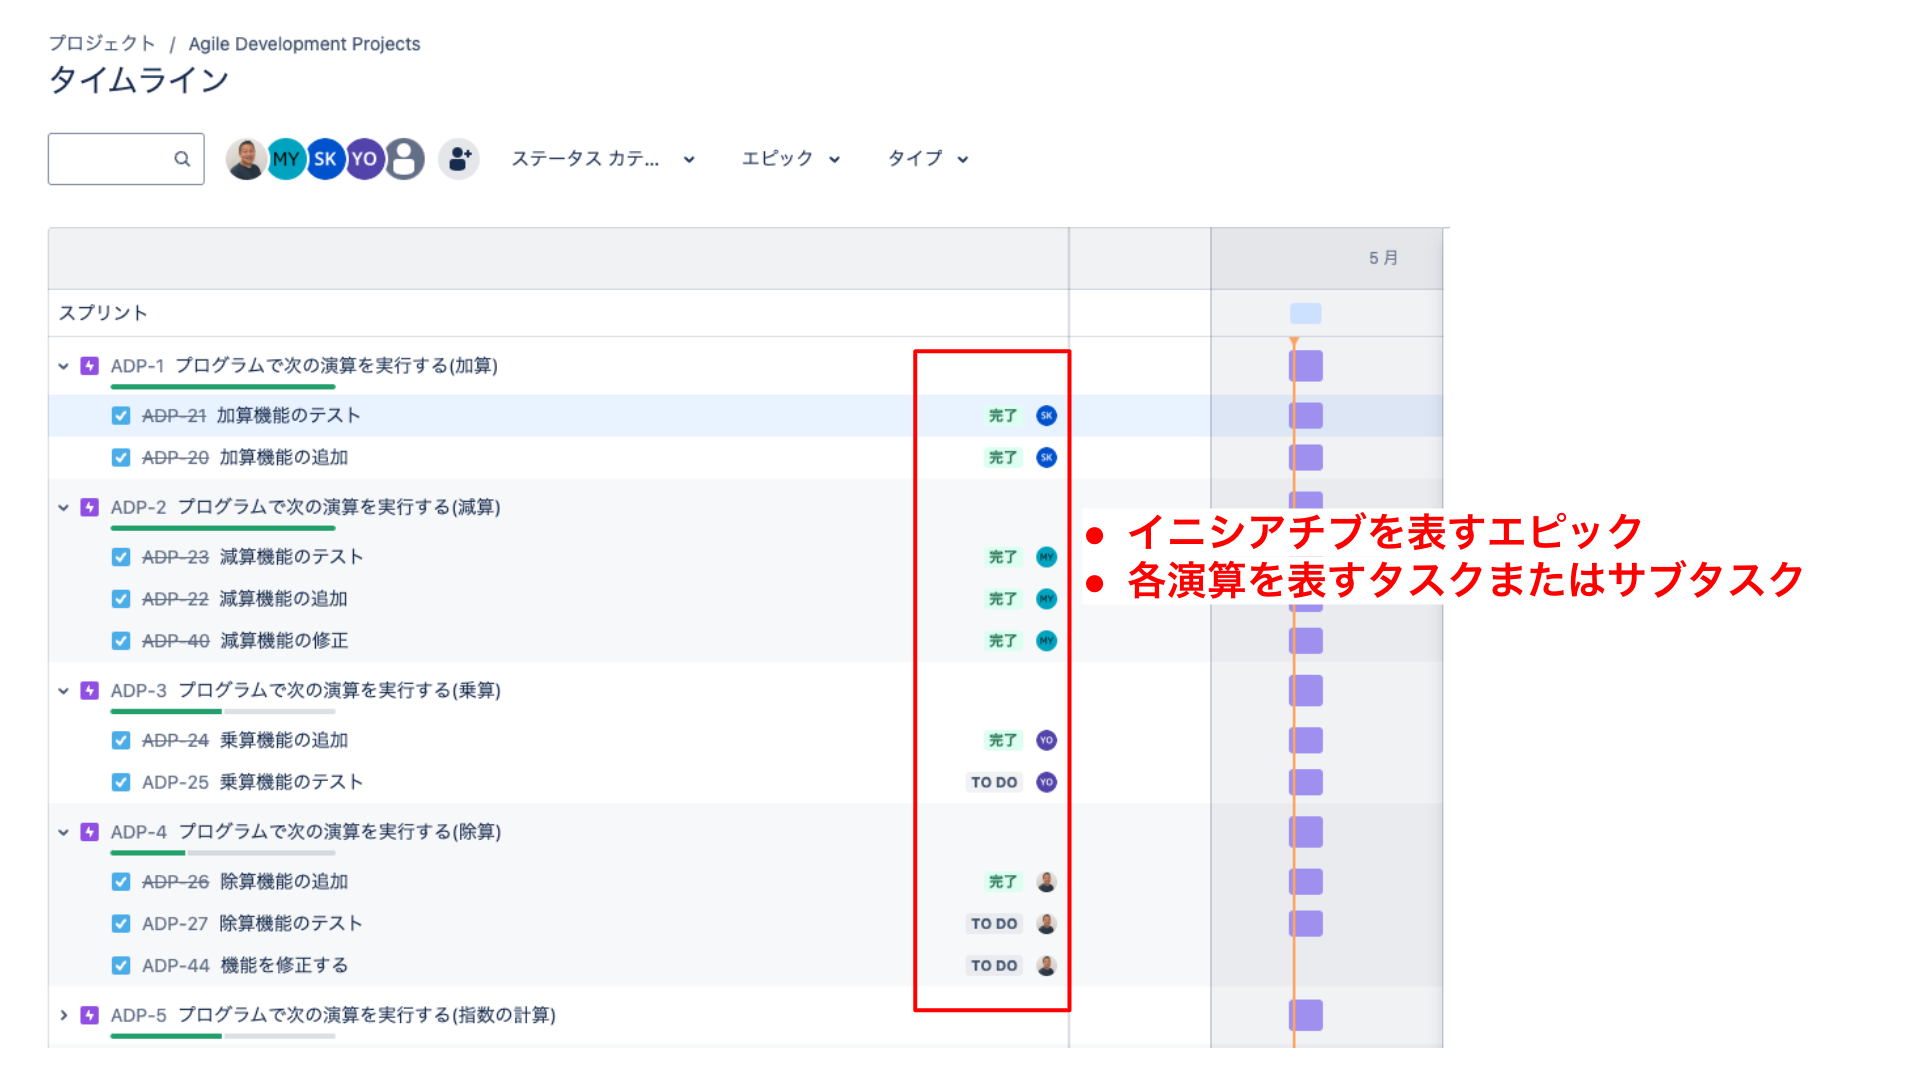 プロジェクト / Agile Development Projects
タイムライン
MY SK YO ステータス カテ... エピック タイプ
5 月
スプリント
ADP-1 プログラムで次の演算を実行する(加算)
ADP-21 加算機能のテスト 完了 SK
ADP-20 加算機能の追加 完了 SK
ADP-2 プログラムで次の演算を実行する(減算)
• イニシアチブを表すエピック
ADP-23 減算機能のテスト 完了 MY
• 各演算を表すタスクまたはサブタスク
ADP-22 減算機能の追加 完了 MY
ADP-40 減算機能の修正 完了 MY
ADP-3 プログラムで次の演算を実行する(乗算)
ADP-24 乗算機能の追加 完了 YO
ADP-25 乗算機能のテスト TO DO YO
ADP-4 プログラムで次の演算を実行する(除算)
ADP-26 除算機能の追加 完了
ADP-27 除算機能のテスト TO DO
ADP-44 機能を修正する TO DO
ADP-5 プログラムで次の演算を実行する(指数の計算)